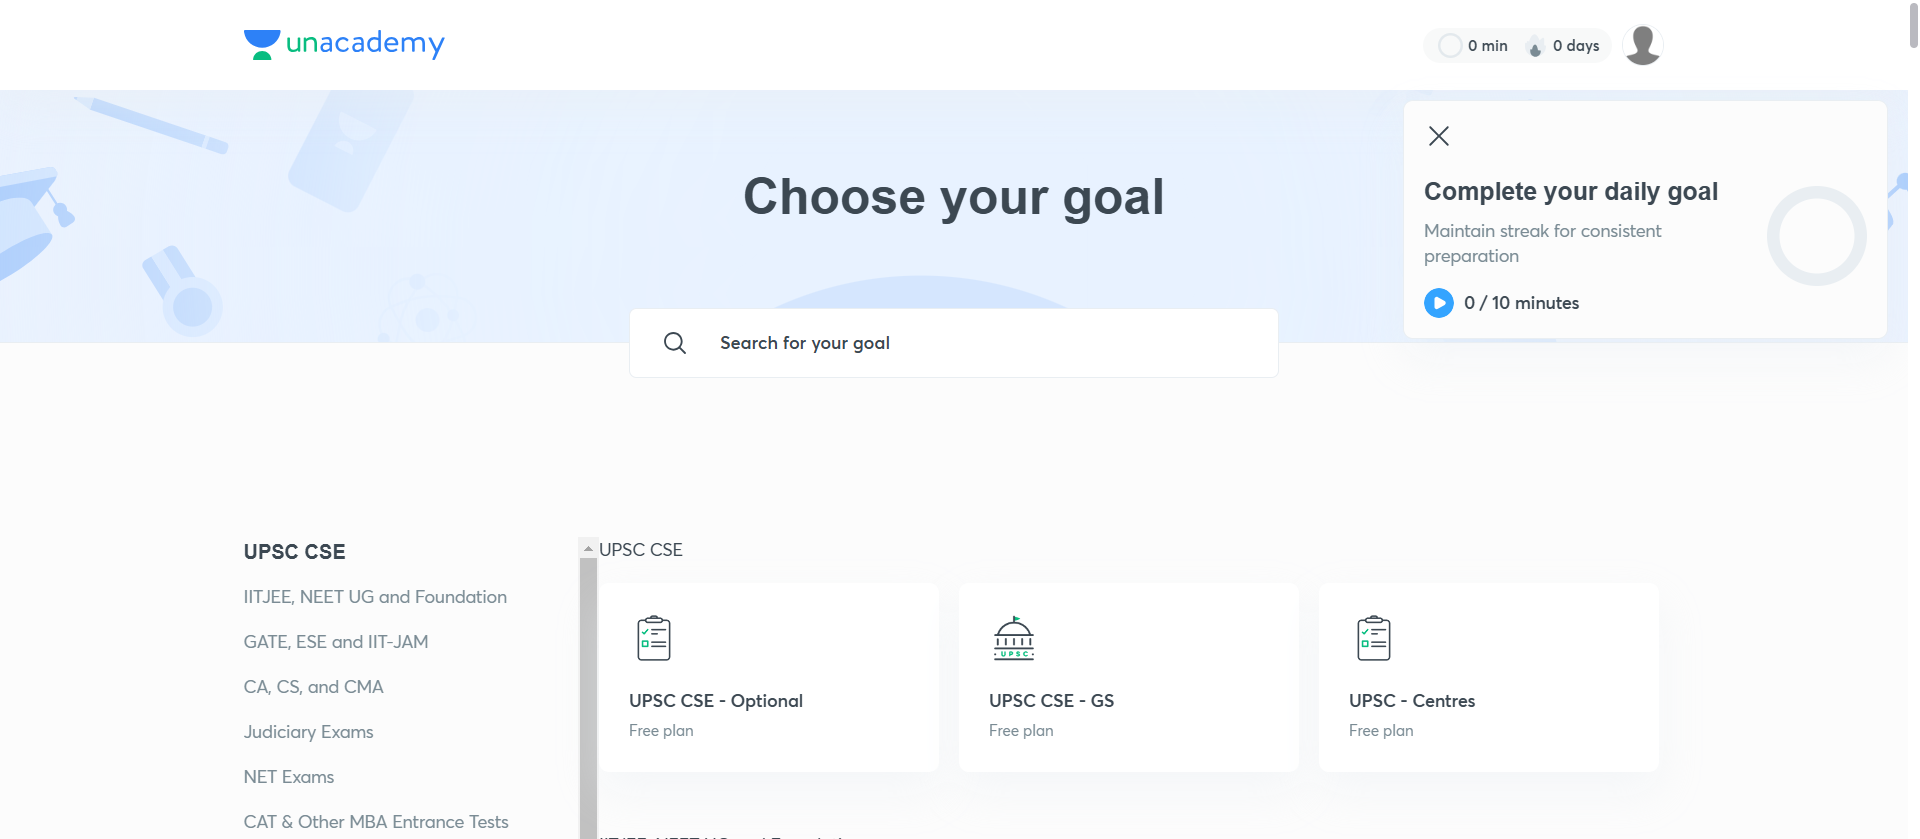 unacademy
0 min
0 days
Choose your goal
Complete your daily goal
Maintain streak for consistent
preparation
0 / 10 minutes
Search for your goal
UPSC CSE
IITJEE, NEET UG and Foundation
GATE, ESE and IIT-JAM
CA, CS, and CMA
Judiciary Exams
NET Exams
CAT & Other MBA Entrance Tests
UPSC CSE
UPSC CSE - Optional
Free plan
UPSC
UPSC CSE - GS
Free plan
UPSC - Centres
Free plan